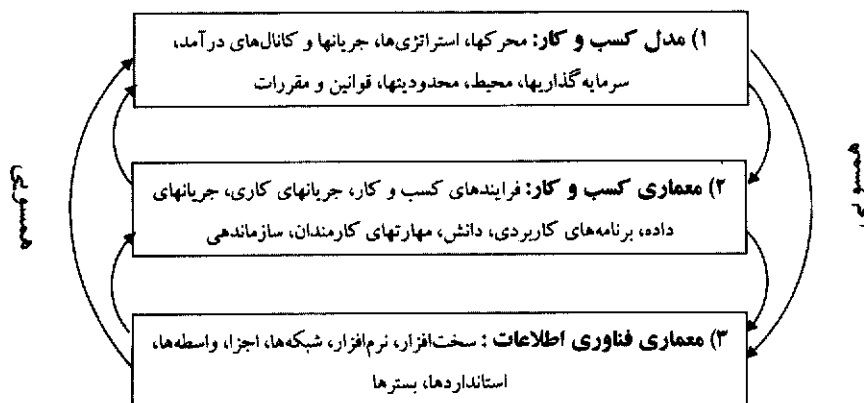 ۱) مدل کسب و کار: محرکها، استراتژی‌ها، جریانها و کانال‌های درآمد،
سرمایه‌گذاریها، محیط، محدودیتها، قوانین و مقررات
همسویی
۲) معماری کسب و کار: فرایندهای کسب و کار، جریانهای کاری، جریانهای
داده، برنامه‌های کاربردی، دانش، مهارتهای کارمندان، سازماندهی
۳) معماری فناوری اطلاعات : سخت‌افزار، نرم‌افزار، شبکه‌ها، اجزا، واسطه‌ها،
استانداردها، بسترها